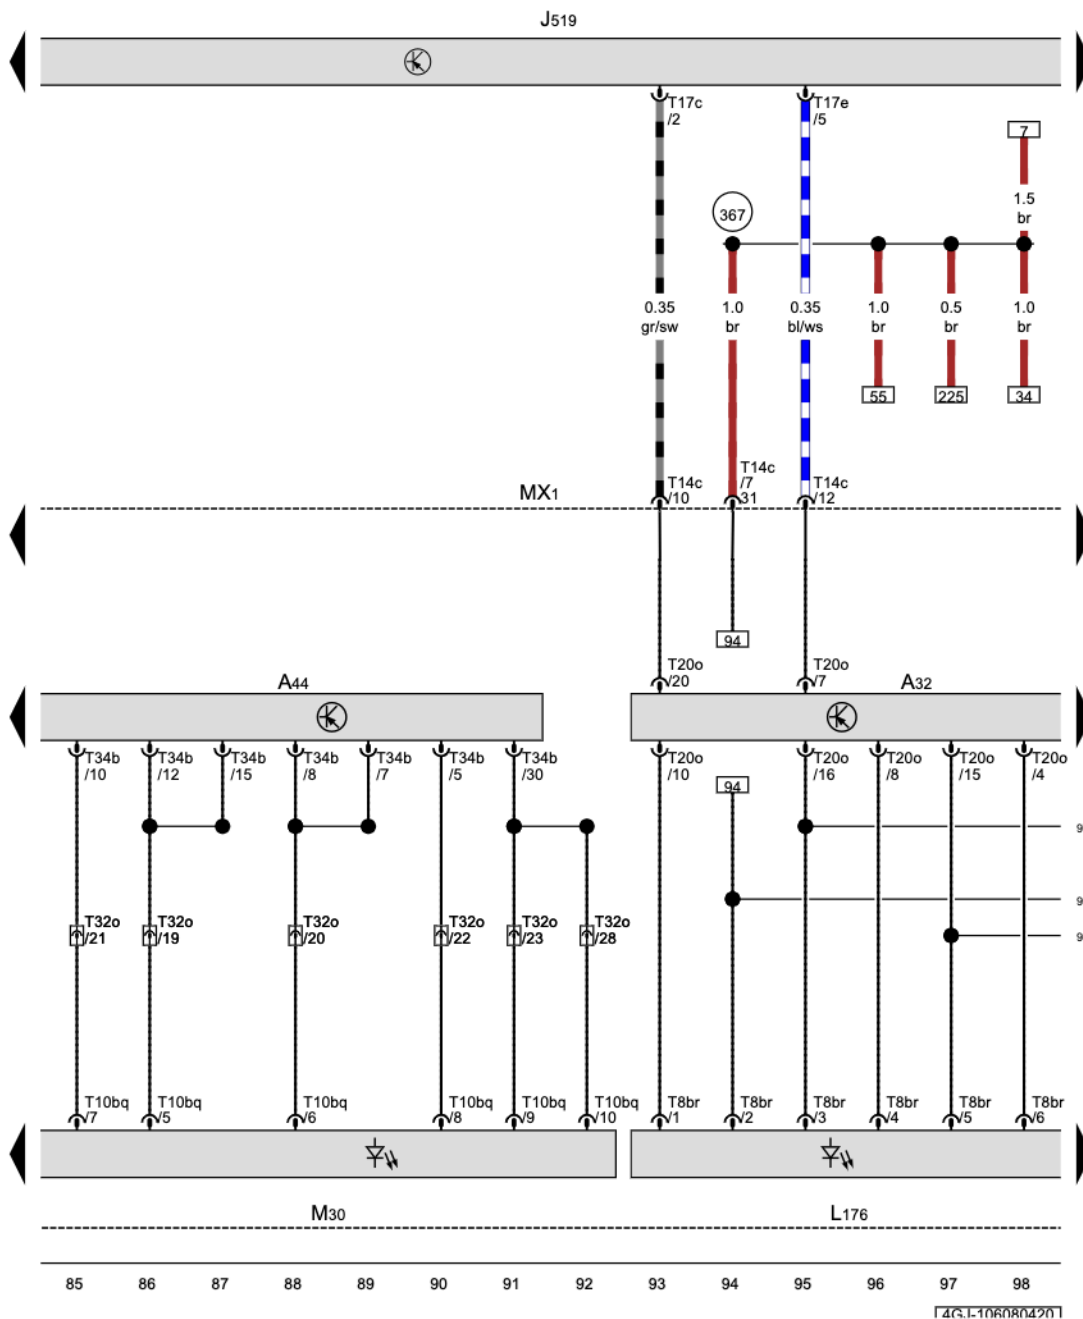 J519
T17c
/2
T17e
/5
7
1.5
br
367
0.35
gr/sw
1.0
br
0.35
bl/ws
1.0
br
0.5
br
1.0
br
55
225
34
MX1
T14c
/10
T14c
/7
31
T14c
/12
94
T20o
/20
T20o
/7
A44
A32
T34b
/10
T34b
/12
T34b
/15
T34b
/8
T34b
/7
T34b
/5
T34b
/30
T20o
/10
94
T20o
/16
T20o
/8
T20o
/15
T20o
/4
9
9
9
T32o
/21
T32o
/19
T32o
/20
T32o
/22
T32o
/23
T32o
/28
T10bq
/7
T10bq
/5
T10bq
/6
T10bq
/8
T10bq
/9
T10bq
/10
T8br
/1
T8br
/2
T8br
/3
T8br
/4
T8br
/5
T8br
/6
M30
L176
85 86 87 88 89 90 91 92 93 94 95 96 97 98
4GJ-106080420